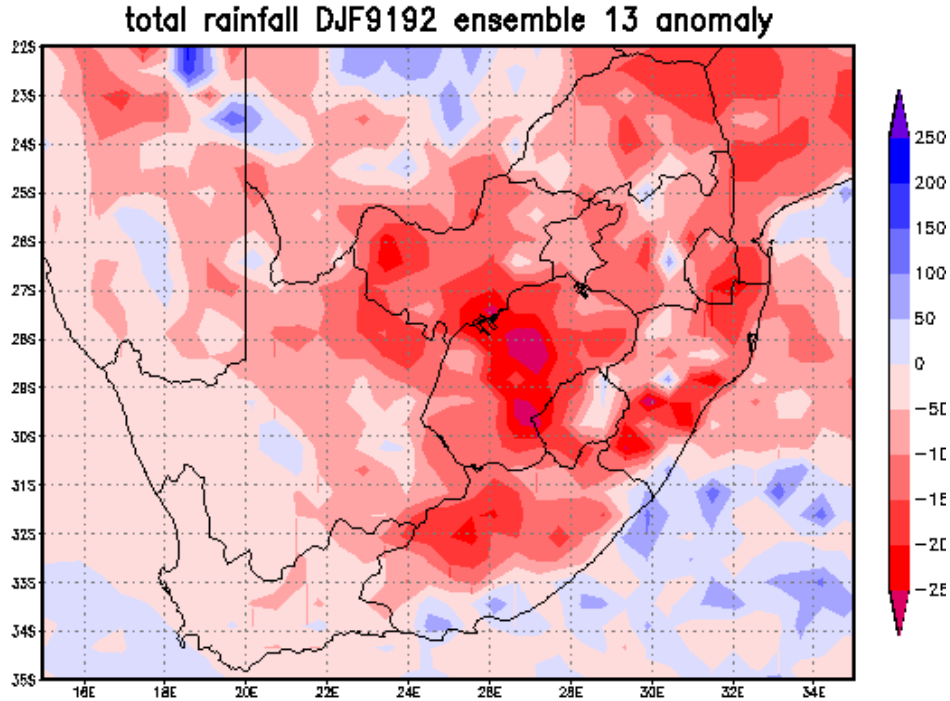 total rainfall DJF9192 ensemble 13 anomaly
22S
23S
24S
25S
26S
27S
28S
29S
30S
31S
32S
33S
34S
35S
16E 18E 20E 22E 24E 26E 28E 30E 32E 34E
250
200
150
100
50
0
-50
-10
-15
-20
-25